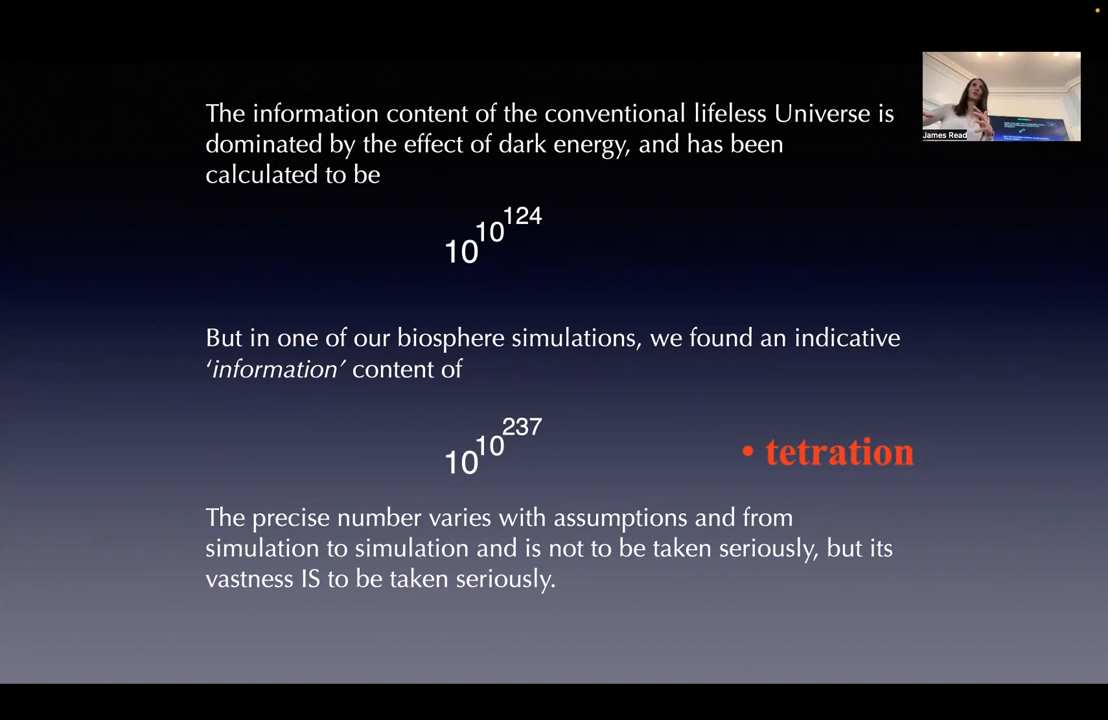 The information content of the conventional lifeless Universe is
dominated by the effect of dark energy, and has been
calculated to be
10^10^124
But in one of our biosphere simulations, we found an indicative
‘information’ content of
10^10^237
• tetration
The precise number varies with assumptions and from
simulation to simulation and is not to be taken seriously, but its
vastness IS to be taken seriously.
James Read